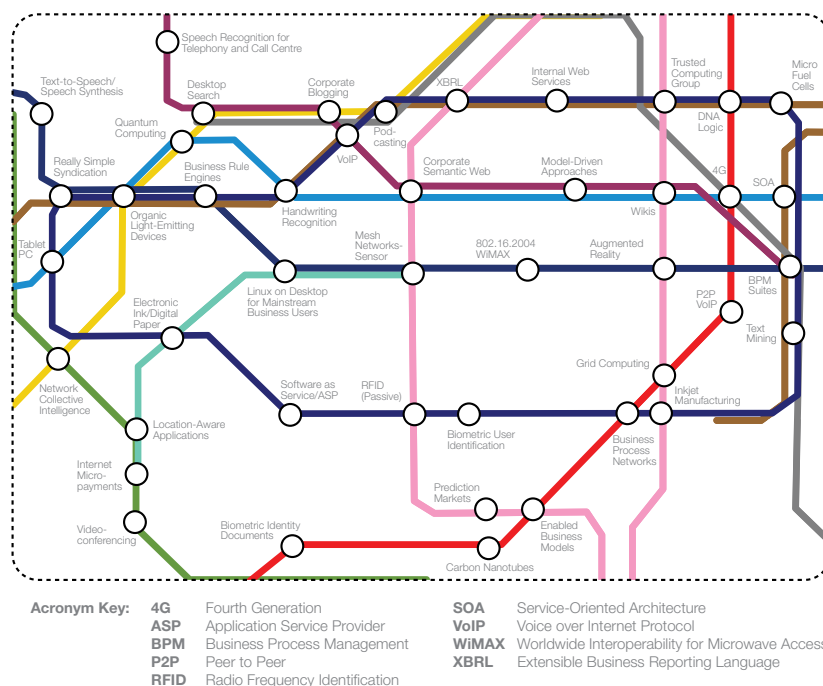 Speech Recognition for
Telephony and Call Centre
Text-to-Speech/
Speech Synthesis
Desktop
Search
Corporate
Blogging
XBRL
Internal Web
Services
Trusted
Computing
Group
Micro
Fuel
Cells
Quantum
Computing
VoIP
Pod-
casting
DNA
Logic
Really Simple
Syndication
Business Rule
Engines
Corporate
Semantic Web
Model-Driven
Approaches
4G
SOA
Organic
Light-Emitting
Devices
Handwriting
Recognition
Wikis
Tablet
PC
Mesh
Networks-
Sensor
802.16.2004
WiMAX
Augmented
Reality
Linux on Desktop
for Mainstream
Business Users
BPM
Suites
Electronic
Ink/Digital
Paper
P2P
VoIP
Text
Mining
Network
Collective
Intelligence
Software as
Service/ASP
RFID
(Passive)
Grid Computing
Inkjet
Manufacturing
Location-Aware
Applications
Biometric User
Identification
Business
Process
Networks
Internet
Micro-
payments
Prediction
Markets
Video-
conferencing
Biometric Identity
Documents
Enabled
Business
Models
Carbon Nanotubes
Acronym Key:
4G Fourth Generation
ASP Application Service Provider
BPM Business Process Management
P2P Peer to Peer
RFID Radio Frequency Identification
SOA Service-Oriented Architecture
VoIP Voice over Internet Protocol
WiMAX Worldwide Interoperability for Microwave Access
XBRL Extensible Business Reporting Language